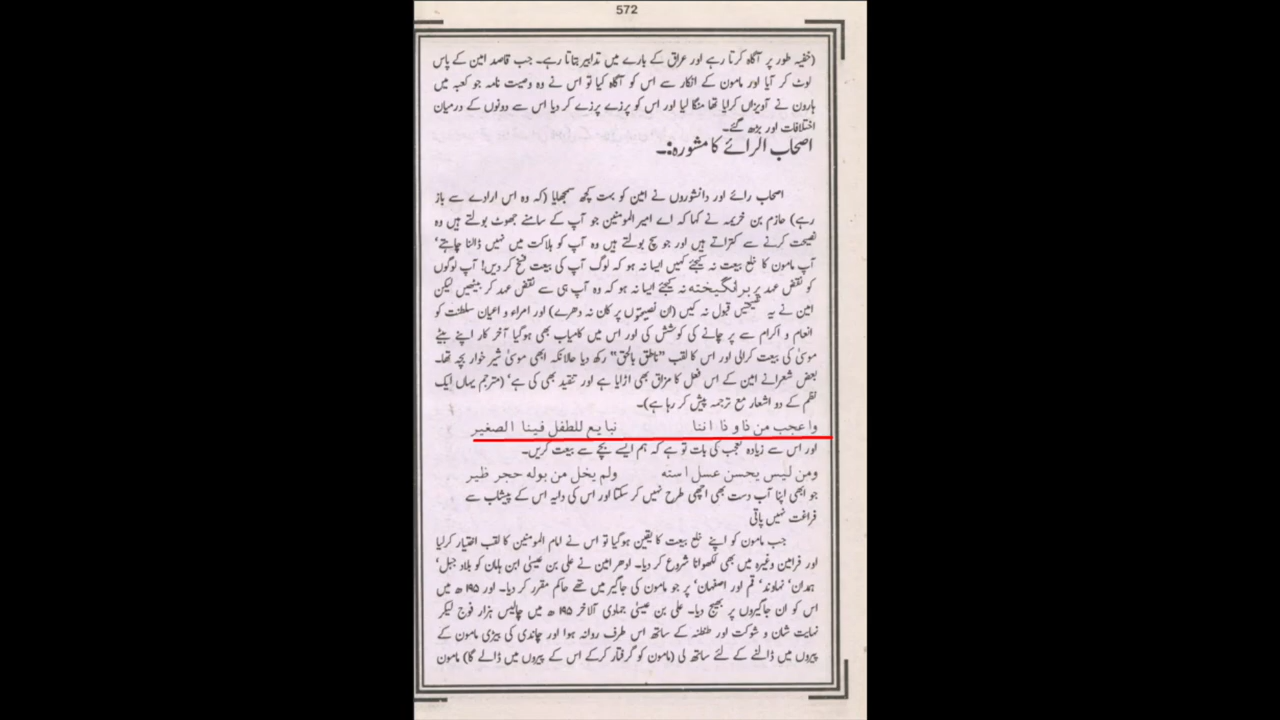 572
(خفیہ طور پر آگاہ کرتا رہے اور عراق کے بارے میں تدابیر بتاتا رہے۔ جب قاصد امین کے پاس
لوٹ کر آیا اور مامون کے انکار سے اس کو آگاہ کیا تو اس نے وہ وصیت نامہ جو کعبہ میں
ہارون نے آویزاں کرایا تھا منگا لیا اور اس کو پرزے پرزے کر دیا اس سے دونوں کے درمیان
اختلافات اور بڑھ گئے۔
اصحاب الرائے کا مشورہ:۔
اصحاب رائے اور دانشوروں نے امین کو بہت کچھ سمجھایا (کہ وہ اس ارادے سے باز
رہے) حازم بن خریمہ نے کہا کہ اے امیر المومنین جو آپ کے سامنے جھوٹ بولتے ہیں وہ
نصیحت کرنے سے کتراتے ہیں اور جو سچ بولتے ہیں وہ آپ کو ہلاکت میں نہیں ڈالنا چاہتے'
آپ مامون کا خلع بیعت نہ کیجئے کہیں ایسا نہ ہو کہ لوگ آپ کی بیعت فسخ کر دیں! آپ لوگوں
کو نقض عہد پر برانگیختہ نہ کیجئے ایسا نہ ہو کہ وہ آپ ہی سے نقض عہد کر بیٹھیں لیکن
امین نے یہ نصیحتیں قبول نہ کیں (ان نصیحتوں پر کان نہ دھرے) اور امراء و اعیان سلطنت کو
انعام و اکرام سے پر چانے کی کوشش کی اور اس میں کامیاب بھی ہوگیا آخر کار اپنے بیٹے
موسیٰ کی بیعت کرالی اور اس کا لقب "ناطق بالحق" رکھ دیا حالانکہ ابھی موسیٰ شیر خوار بچہ تھا۔
بعض شعرا نے امین کے اس فعل کا مزاق بھی اڑایا ہے اور تنقید بھی کی ہے' (مترجم یہاں ایک
نظم کے دو اشعار مع ترجمہ پیش کر رہا ہے)۔
واعجب من ذا و ذا اننا نبایع للطفل فینا الصغیر
اور اس سے زیادہ تعجب کی بات تو ہے کہ ہم ایسے بچے سے بیعت کریں۔
ومن لیس یحسن عسل استه ولم یخل من بوله حجر ظیر
جو ابھی اپنا آب دست بھی اچھی طرح نہیں کر سکتا اور اس کی دایہ اس کے پیشاب سے
فراغت نہیں پاتی
جب مامون کو اپنے خلع بیعت کا یقین ہوگیا تو اس نے امام المومنین کا لقب اختیار کرلیا
اور فرامین وغیرہ میں بھی لکھوانا شروع کر دیا۔ ادھر امین نے علی بن عیسیٰ ابن ہامان کو بلاد جبل'
ہمدان' نہاوند' قم اور اصفہان' پر جو مامون کی جاگیر میں تھے حاکم مقرر کر دیا۔ اور ۱۹۵ ھ میں
اس کو ان جاگیروں پر بھیج دیا۔ علی بن عیسیٰ جمادی آلاخر ۱۹۵ ھ میں چالیس ہزار فوج لیکر
نہایت شان و شوکت اور طنطنہ کے ساتھ اس طرف روانہ ہوا اور چاندی کی بیڑی مامون کے
پیروں میں ڈالنے کے لئے ساتھ لی (مامون کو گرفتار کرکے اس کے پیروں میں ڈالے گا) مامون